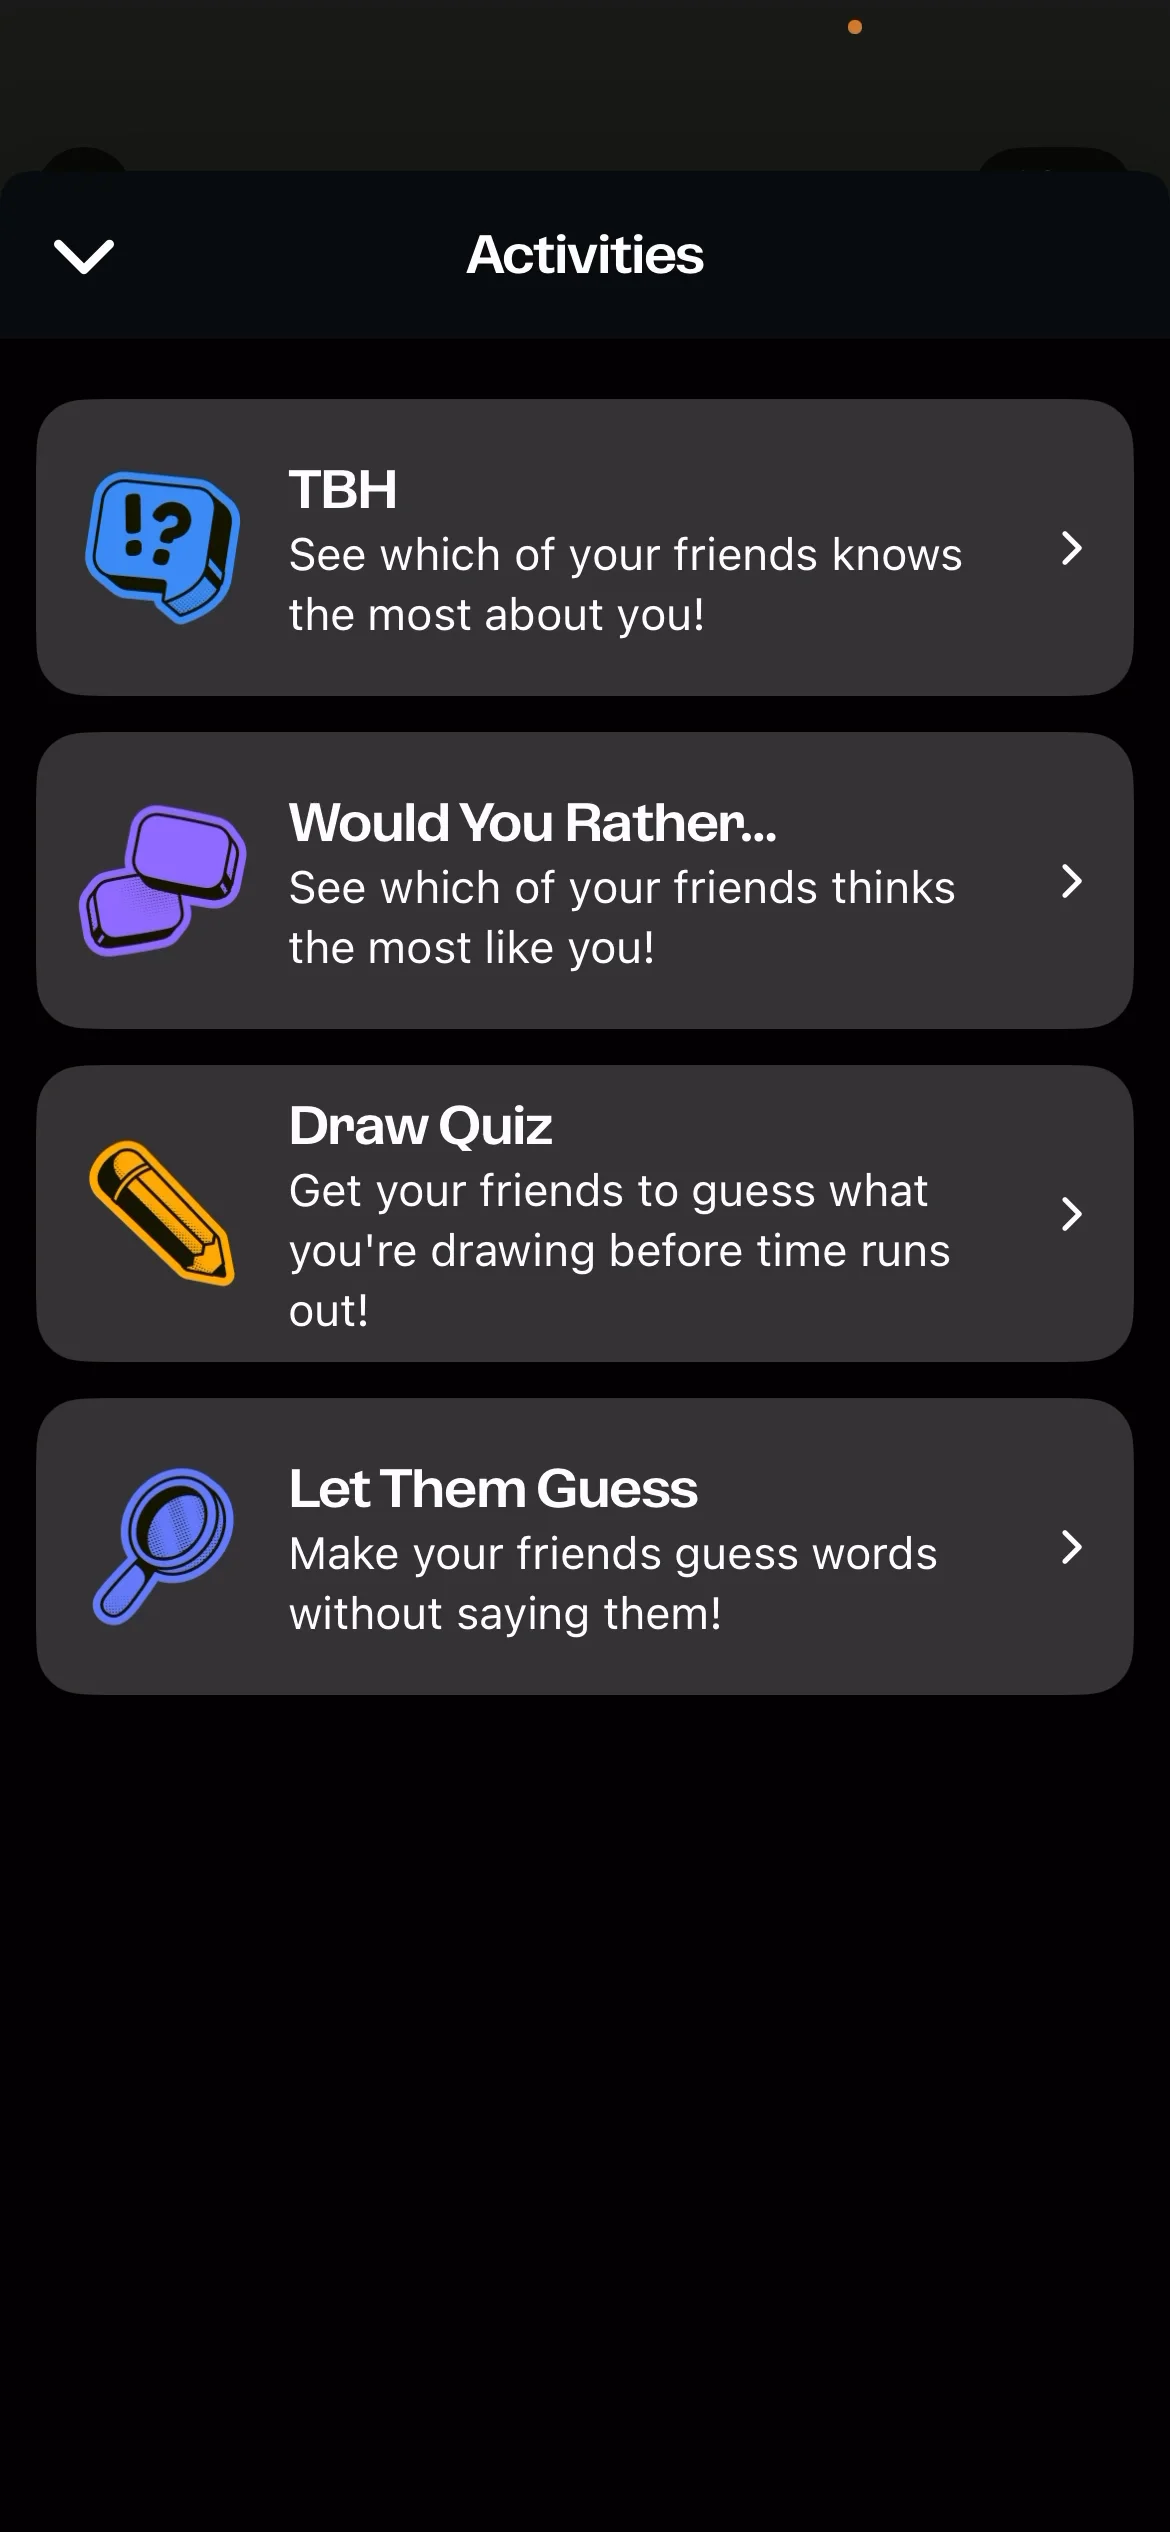 Activities
TBH
See which of your friends knows
the most about you!
Would You Rather...
See which of your friends thinks
the most like you!
Draw Quiz
Get your friends to guess what
you're drawing before time runs
out!
Let Them Guess
Make your friends guess words
without saying them!